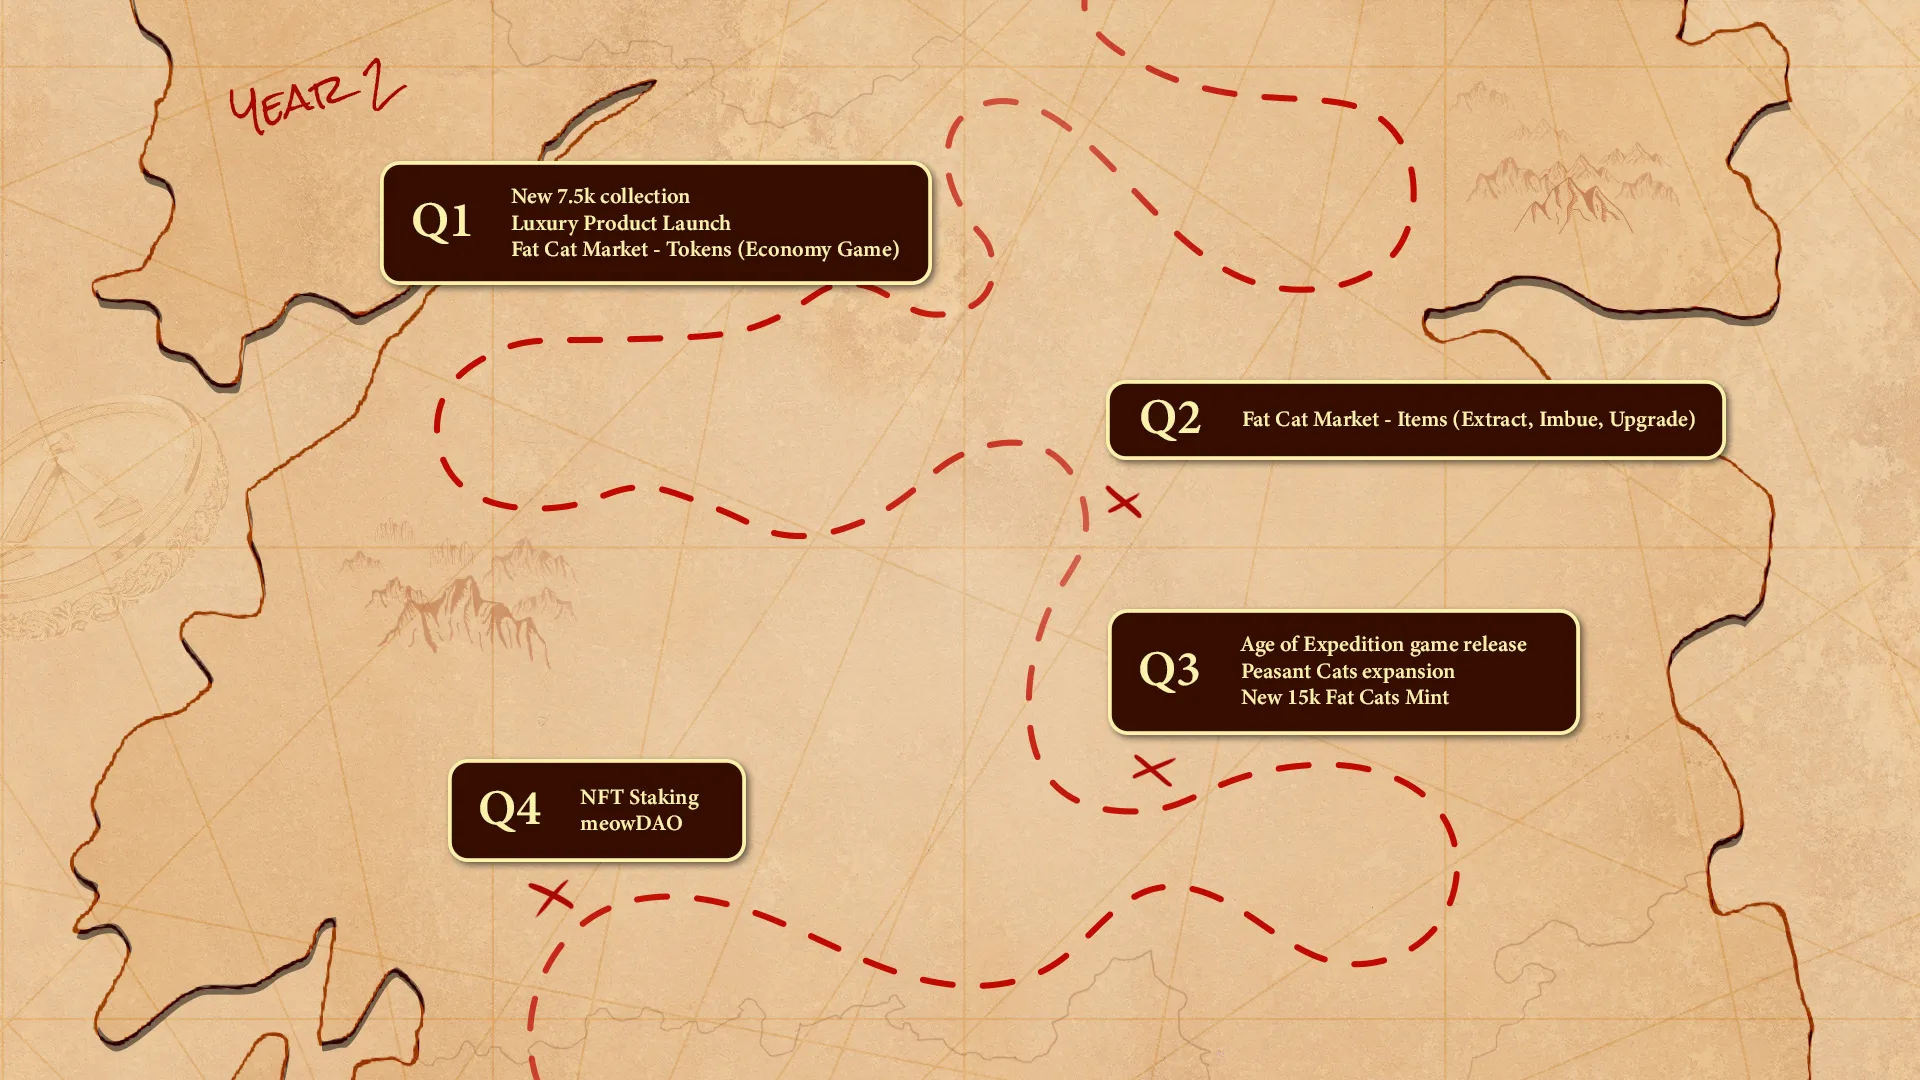 YEAR 2
Q1
New 7.5k collection
Luxury Product Launch
Fat Cat Market - Tokens (Economy Game)
Q2
Fat Cat Market - Items (Extract, Imbue, Upgrade)
Q3
Age of Expedition game release
Peasant Cats expansion
New 15k Fat Cats Mint
Q4
NFT Staking
meowDAO